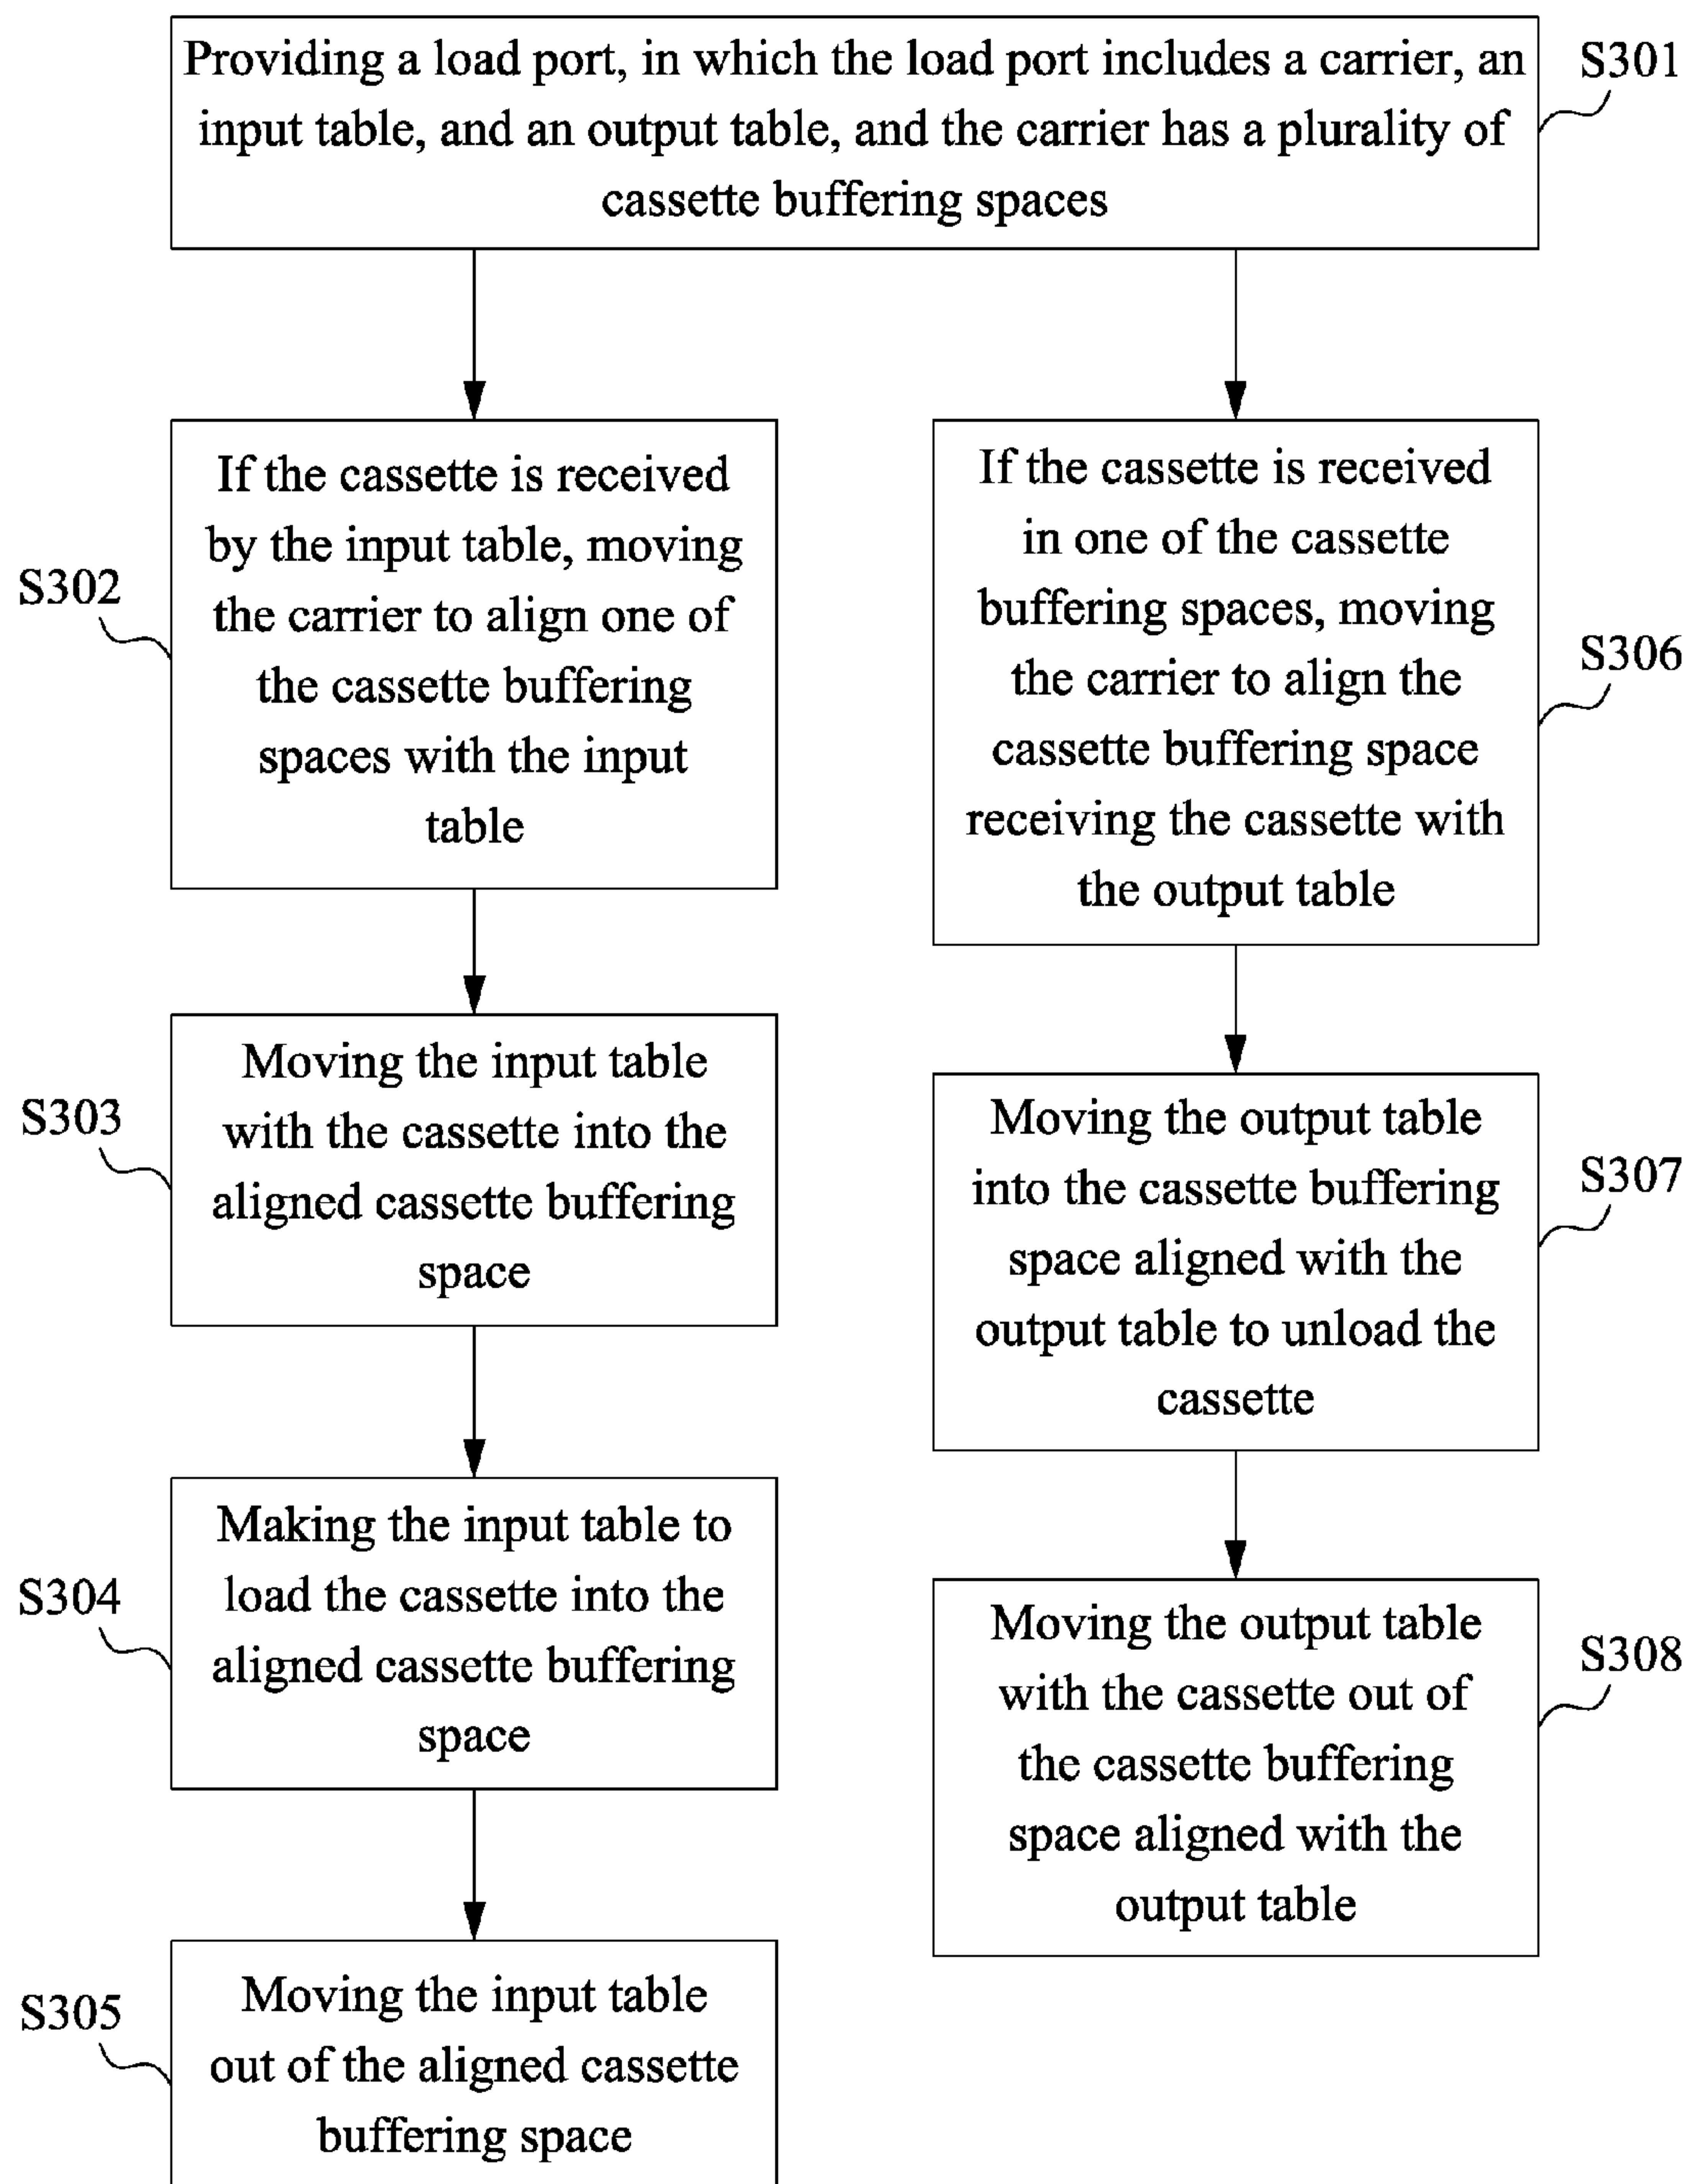 Providing a load port, in which the load port includes a carrier, an
input table, and an output table, and the carrier has a plurality of
cassette buffering spaces
S301
If the cassette is received
by the input table, moving
the carrier to align one of
the cassette buffering
spaces with the input
table
S302
Moving the input table
with the cassette into the
aligned cassette buffering
space
S303
Making the input table to
load the cassette into the
aligned cassette buffering
space
S304
Moving the input table
out of the aligned cassette
buffering space
S305
If the cassette is received
in one of the cassette
buffering spaces, moving
the carrier to align the
cassette buffering space
receiving the cassette with
the output table
S306
Moving the output table
into the cassette buffering
space aligned with the
output table to unload the
cassette
S307
Moving the output table
with the cassette out of
the cassette buffering
space aligned with the
output table
S308